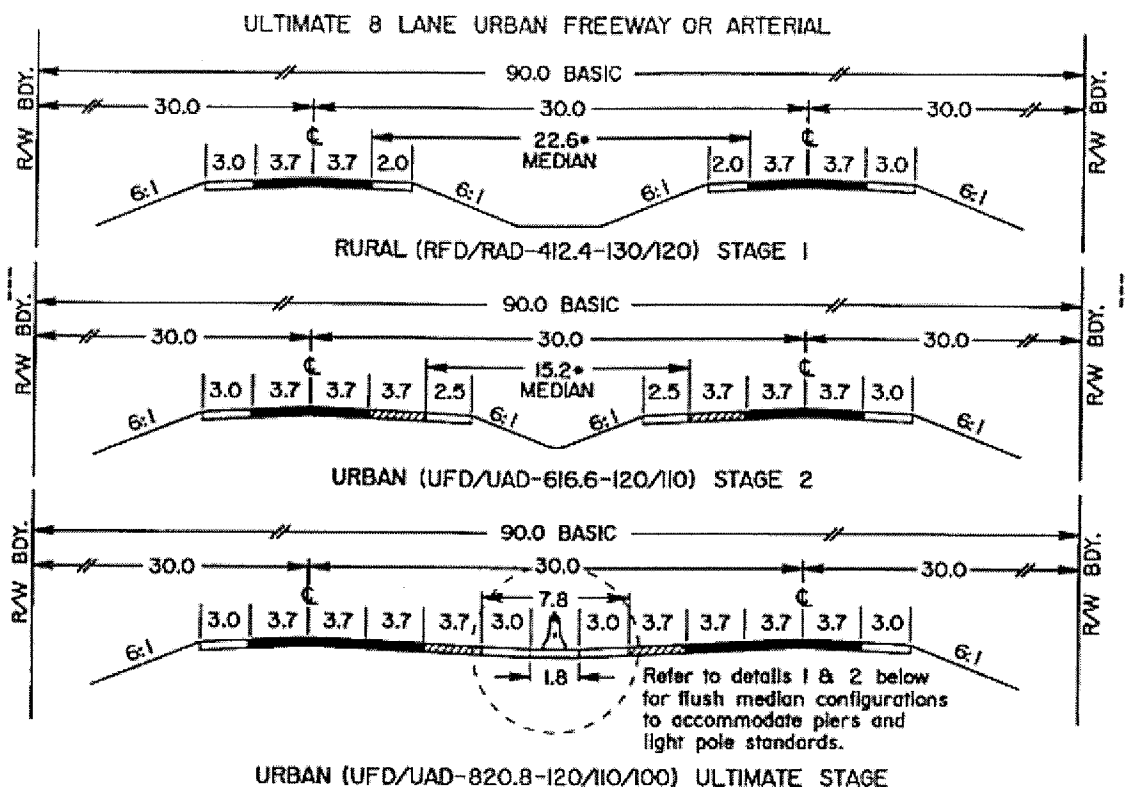 ULTIMATE 8 LANE URBAN FREEWAY OR ARTERIAL
R/W BDY.
R/W BDY.
90.0 BASIC
30.0
30.0
30.0
℄
22.6*
MEDIAN
℄
3.0 3.7 3.7 2.0
2.0 3.7 3.7 3.0
6:1
6:1
6:1
6:1
RURAL (RFD/RAD-412.4-130/120) STAGE 1
R/W BDY.
R/W BDY.
90.0 BASIC
30.0
30.0
30.0
℄
15.2*
MEDIAN
℄
3.0 3.7 3.7 3.7 2.5
2.5 3.7 3.7 3.7 3.0
6:1
6:1
6:1
6:1
URBAN (UFD/UAD-616.6-120/110) STAGE 2
R/W BDY.
R/W BDY.
90.0 BASIC
30.0
30.0
30.0
℄
7.8
℄
3.0 3.7 3.7 3.7 3.7 3.0
3.0 3.7 3.7 3.7 3.7 3.0
6:1
6:1
1.8
Refer to details 1 & 2 below
for flush median configurations
to accommodate piers and
light pole standards.
URBAN (UFD/UAD-820.8-120/110/100) ULTIMATE STAGE